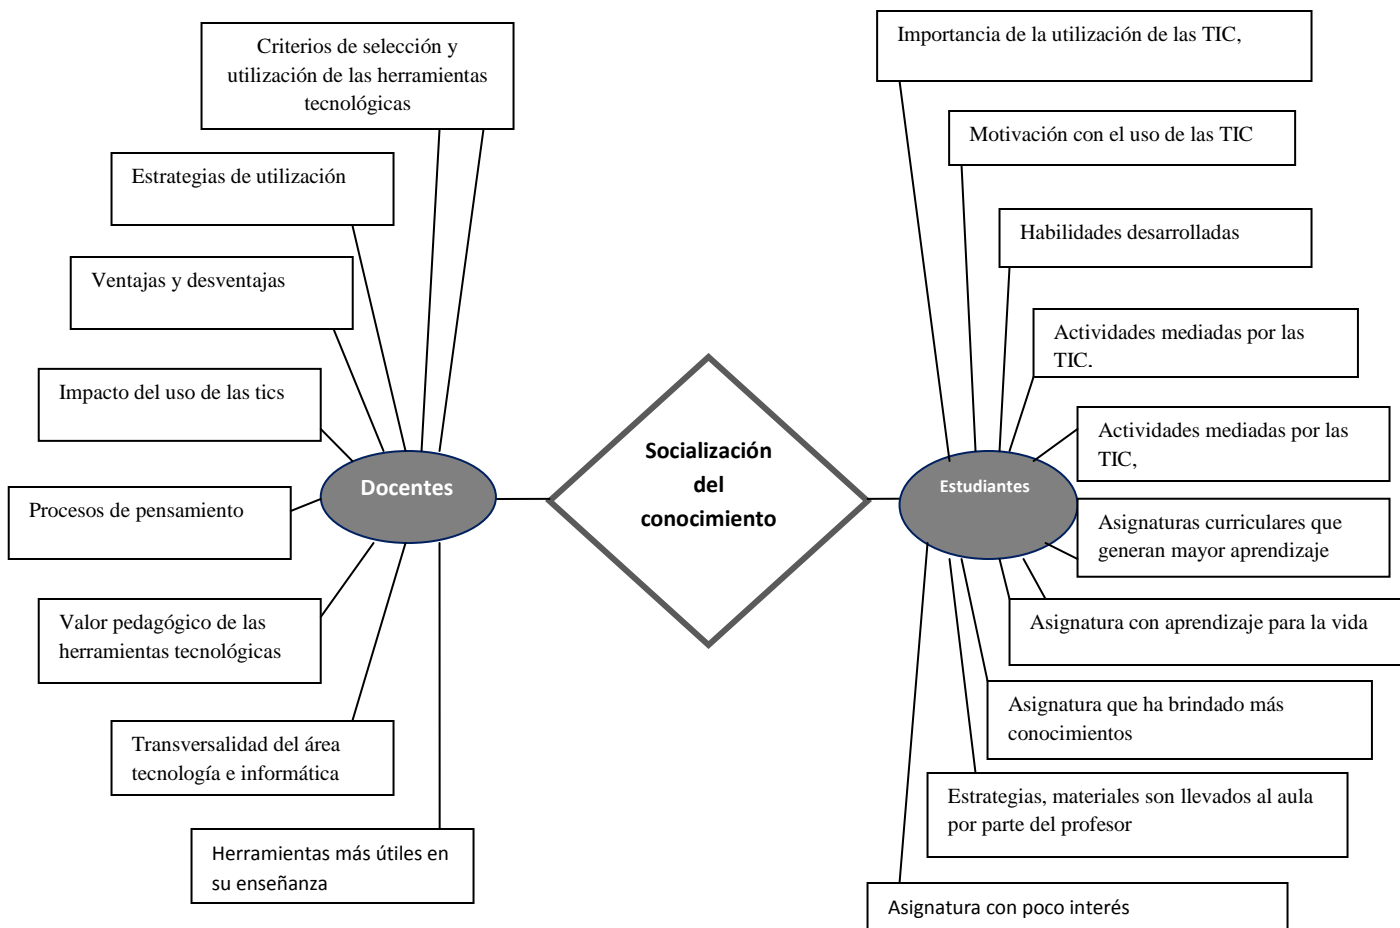 Criterios de selección y
utilización de las herramientas
tecnológicas
Estrategias de utilización
Ventajas y desventajas
Impacto del uso de las tics
Procesos de pensamiento
Valor pedagógico de las
herramientas tecnológicas
Transversalidad del área
tecnología e informática
Herramientas más útiles en
su enseñanza
Docentes
Socialización
del
conocimiento
Estudiantes
Importancia de la utilización de las TIC,
Motivación con el uso de las TIC
Habilidades desarrolladas
Actividades mediadas por las
TIC.
Actividades mediadas por las
TIC,
Asignaturas curriculares que
generan mayor aprendizaje
Asignatura con aprendizaje para la vida
Asignatura que ha brindado más
conocimientos
Estrategias, materiales son llevados al aula
por parte del profesor
Asignatura con poco interés